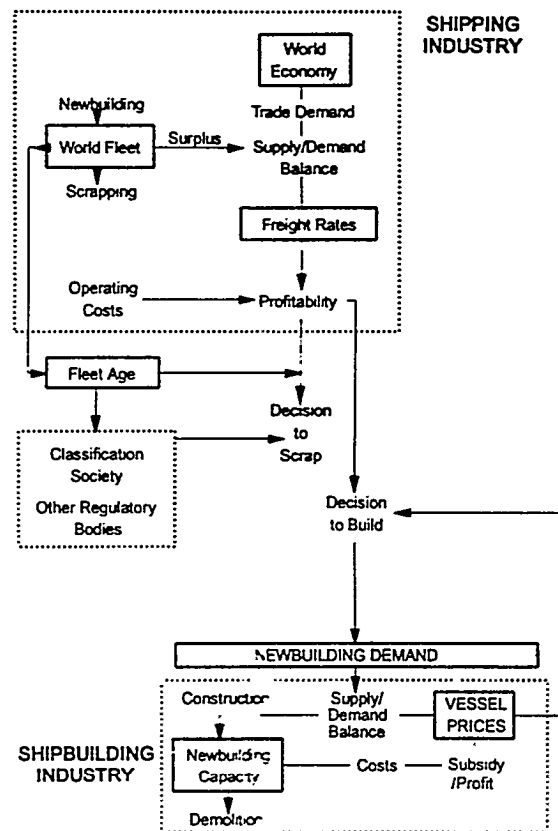 SHIPPING
INDUSTRY
World
Economy
Newbuilding
Trade Demand
World Fleet
Surplus
Supply/Demand
Balance
Scrapping
Freight Rates
Operating
Costs
Profitability
Fleet Age
Decision
to
Scrap
Classification
Society
Other Regulatory
Bodies
Decision
to Build
NEWBUILDING DEMAND
Construction
Supply/
Demand
Balance
VESSEL
PRICES
SHIPBUILDING
INDUSTRY
Newbuilding
Capacity
Costs
Subsidy
/Profit
Demolition